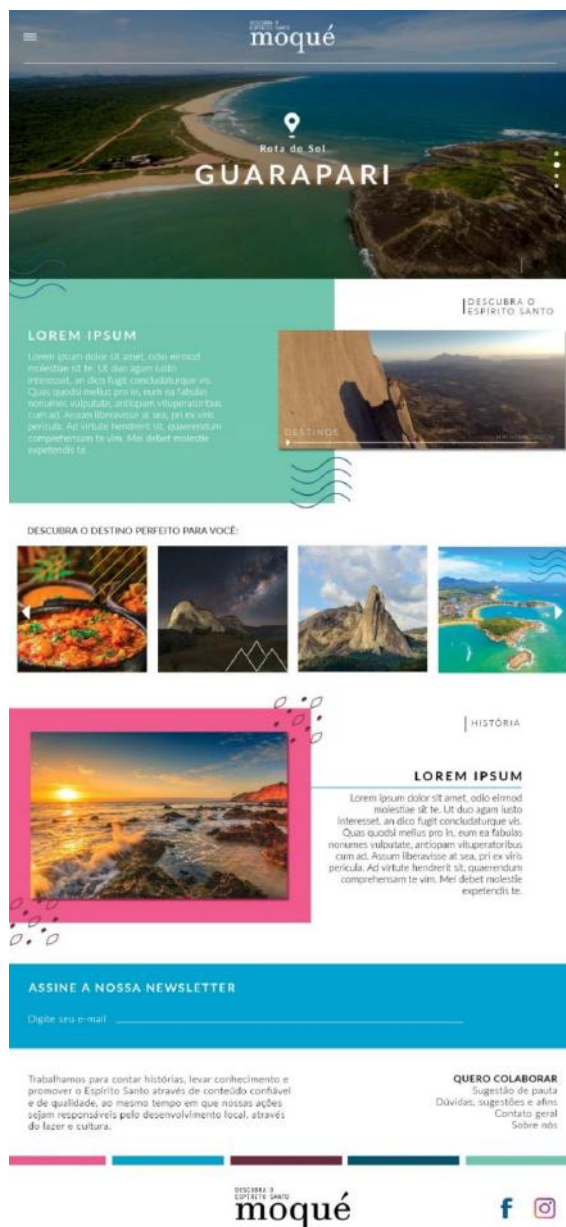 DESCUBRA O
ESPÍRITO SANTO
moqué
Rota do Sol
GUARAPARI
DESCUBRA O
ESPÍRITO SANTO
LOREM IPSUM
Lorem ipsum dolor sit amet, odio eirmod
molestiae sit te. Ut duo agam iusto
interesset, an dico fugit concludaturque vis.
Quas quodsi melius pro in, eum ea fabulas
nonumes vulputate, antiopam vituperatoribus
cum ad. Assum liberavisse at sea, pri ex viris
pericula. Ad virtute hendrerit sit, quaerendum
comprehensam te vim. Mei debet molestie
expetendis te.
DESTINOS
DESCUBRA O DESTINO PERFEITO PARA VOCÊ:
HISTÓRIA
LOREM IPSUM
Lorem ipsum dolor sit amet, odio eirmod
molestiae sit te. Ut duo agam iusto
interesset, an dico fugit concludaturque vis.
Quas quodsi melius pro in, eum ea fabulas
nonumes vulputate, antiopam vituperatoribus
cum ad. Assum liberavisse at sea, pri ex viris
pericula. Ad virtute hendrerit sit, quaerendum
comprehensam te vim. Mei debet molestie
expetendis te.
ASSINE A NOSSA NEWSLETTER
Digite seu e-mail
Trabalhamos para contar histórias, levar conhecimento e
promover o Espírito Santo através de conteúdo confiável
e de qualidade, ao mesmo tempo em que nossas ações
sejam responsáveis pelo desenvolvimento local, através
do lazer e cultura.
QUERO COLABORAR
Sugestão de pauta
Dúvidas, sugestões e afins
Contato geral
Sobre nós
DESCUBRA O
ESPÍRITO SANTO
moqué